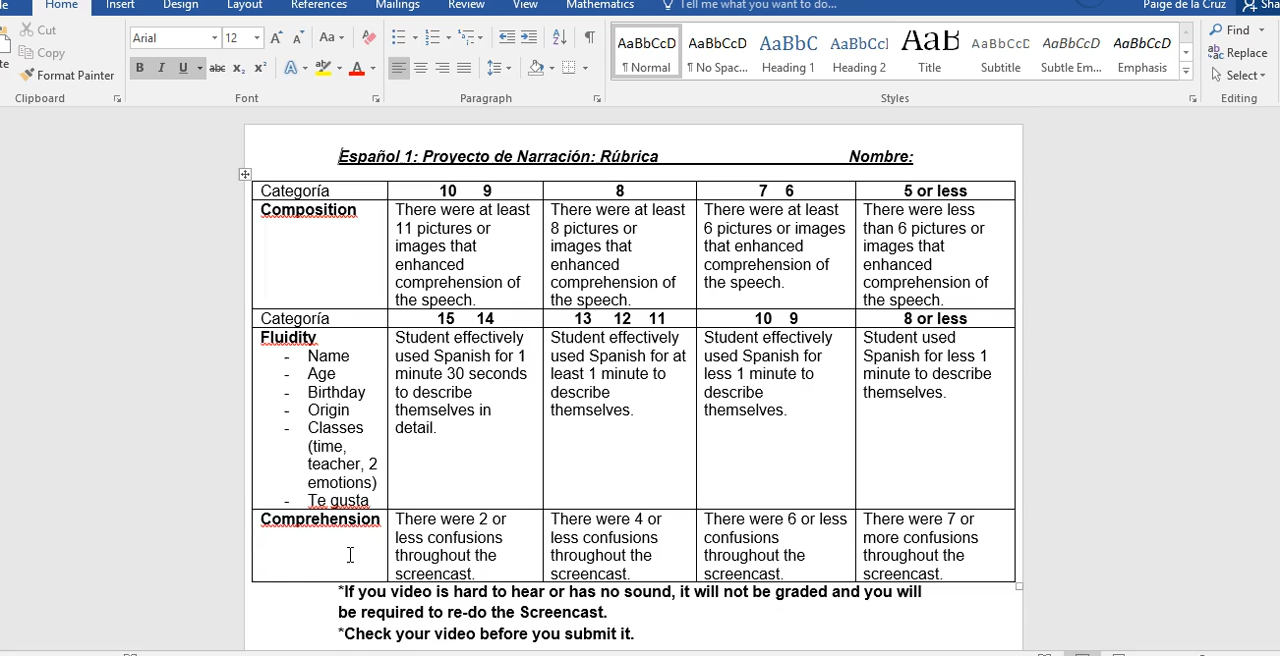 Home Insert Design Layout References Mailings Review View Mathematics Tell me what you want to do... Paige de la Cruz
Cut
Copy
Format Painter
Clipboard
Arial 12 Aa
B I U abc x₂ x² A A
Font
Paragraph
AaBbCcD AaBbCcD AaBbC AaBbCcI AaB AaBbCcD AaBbCcD AaBbCcD
¶ Normal ¶ No Spac... Heading 1 Heading 2 Title Subtitle Subtle Em... Emphasis
Styles
Find
Replace
Select
Editing
Español 1: Proyecto de Narración: Rúbrica Nombre:
Categoría 10 9 8 7 6 5 or less
Composition
There were at least
11 pictures or
images that
enhanced
comprehension of
the speech.
There were at least
8 pictures or
images that
enhanced
comprehension of
the speech.
There were at least
6 pictures or images
that enhanced
comprehension of
the speech.
There were less
than 6 pictures or
images that
enhanced
comprehension of
the speech.
Categoría 15 14 13 12 11 10 9 8 or less
Fluidity
- Name
- Age
- Birthday
- Origin
- Classes
(time,
teacher, 2
emotions)
- Te gusta
Student effectively
used Spanish for 1
minute 30 seconds
to describe
themselves in
detail.
Student effectively
used Spanish for at
least 1 minute to
describe
themselves.
Student effectively
used Spanish for
less 1 minute to
describe
themselves.
Student used
Spanish for less 1
minute to describe
themselves.
Comprehension
There were 2 or
less confusions
throughout the
screencast.
There were 4 or
less confusions
throughout the
screencast.
There were 6 or less
confusions
throughout the
screencast.
There were 7 or
more confusions
throughout the
screencast.
*If you video is hard to hear or has no sound, it will not be graded and you will
be required to re-do the Screencast.
*Check your video before you submit it.